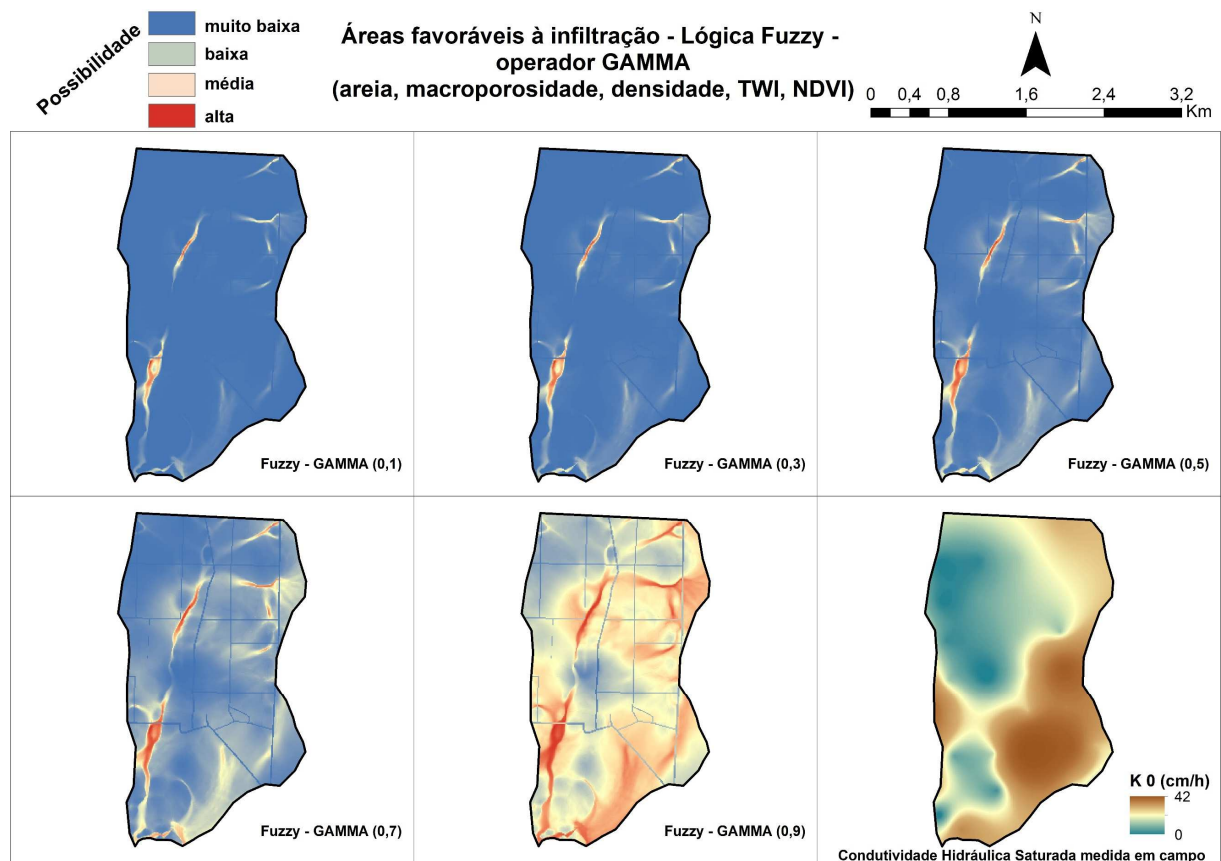 Possibilidade
muito baixa
baixa
média
alta
Áreas favoráveis à infiltração - Lógica Fuzzy -
operador GAMMA
(areia, macroporosidade, densidade, TWI, NDVI)
N
0 0,4 0,8 1,6 2,4 3,2
Km
Fuzzy - GAMMA (0,1)
Fuzzy - GAMMA (0,3)
Fuzzy - GAMMA (0,5)
Fuzzy - GAMMA (0,7)
Fuzzy - GAMMA (0,9)
K 0 (cm/h)
42
0
Condutividade Hidráulica Saturada medida em campo